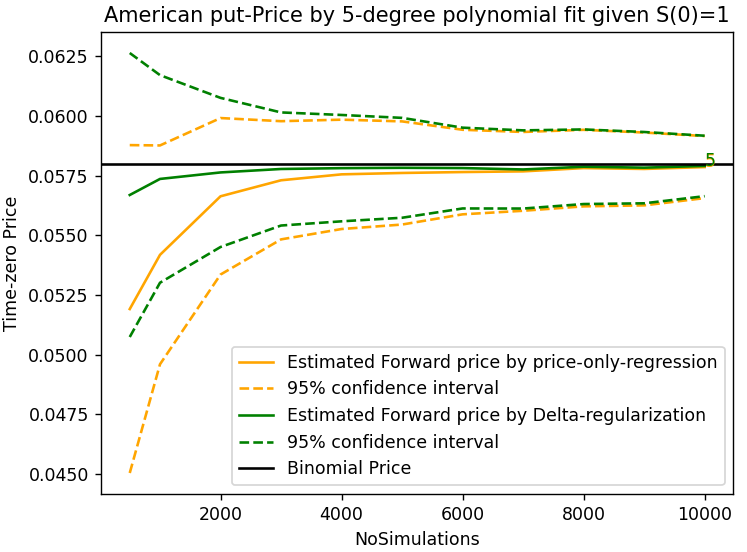 American put-Price by 5-degree polynomial fit given S(0)=1
0.0625
0.0600
0.0575
0.0550
0.0525
0.0500
0.0475
0.0450
Time-zero Price
5
Estimated Forward price by price-only-regression
95% confidence interval
Estimated Forward price by Delta-regularization
95% confidence interval
Binomial Price
2000 4000 6000 8000 10000
NoSimulations